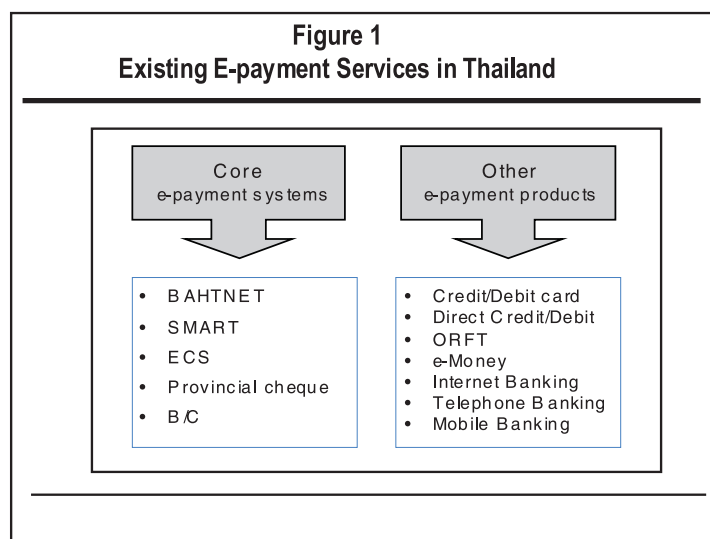 Figure 1
Existing E-payment Services in Thailand
Core
e-payment systems
• BAHTNET
• SMART
• ECS
• Provincial cheque
• B/C
Other
e-payment products
• Credit/Debit card
• Direct Credit/Debit
• ORFT
• e-Money
• Internet Banking
• Telephone Banking
• Mobile Banking